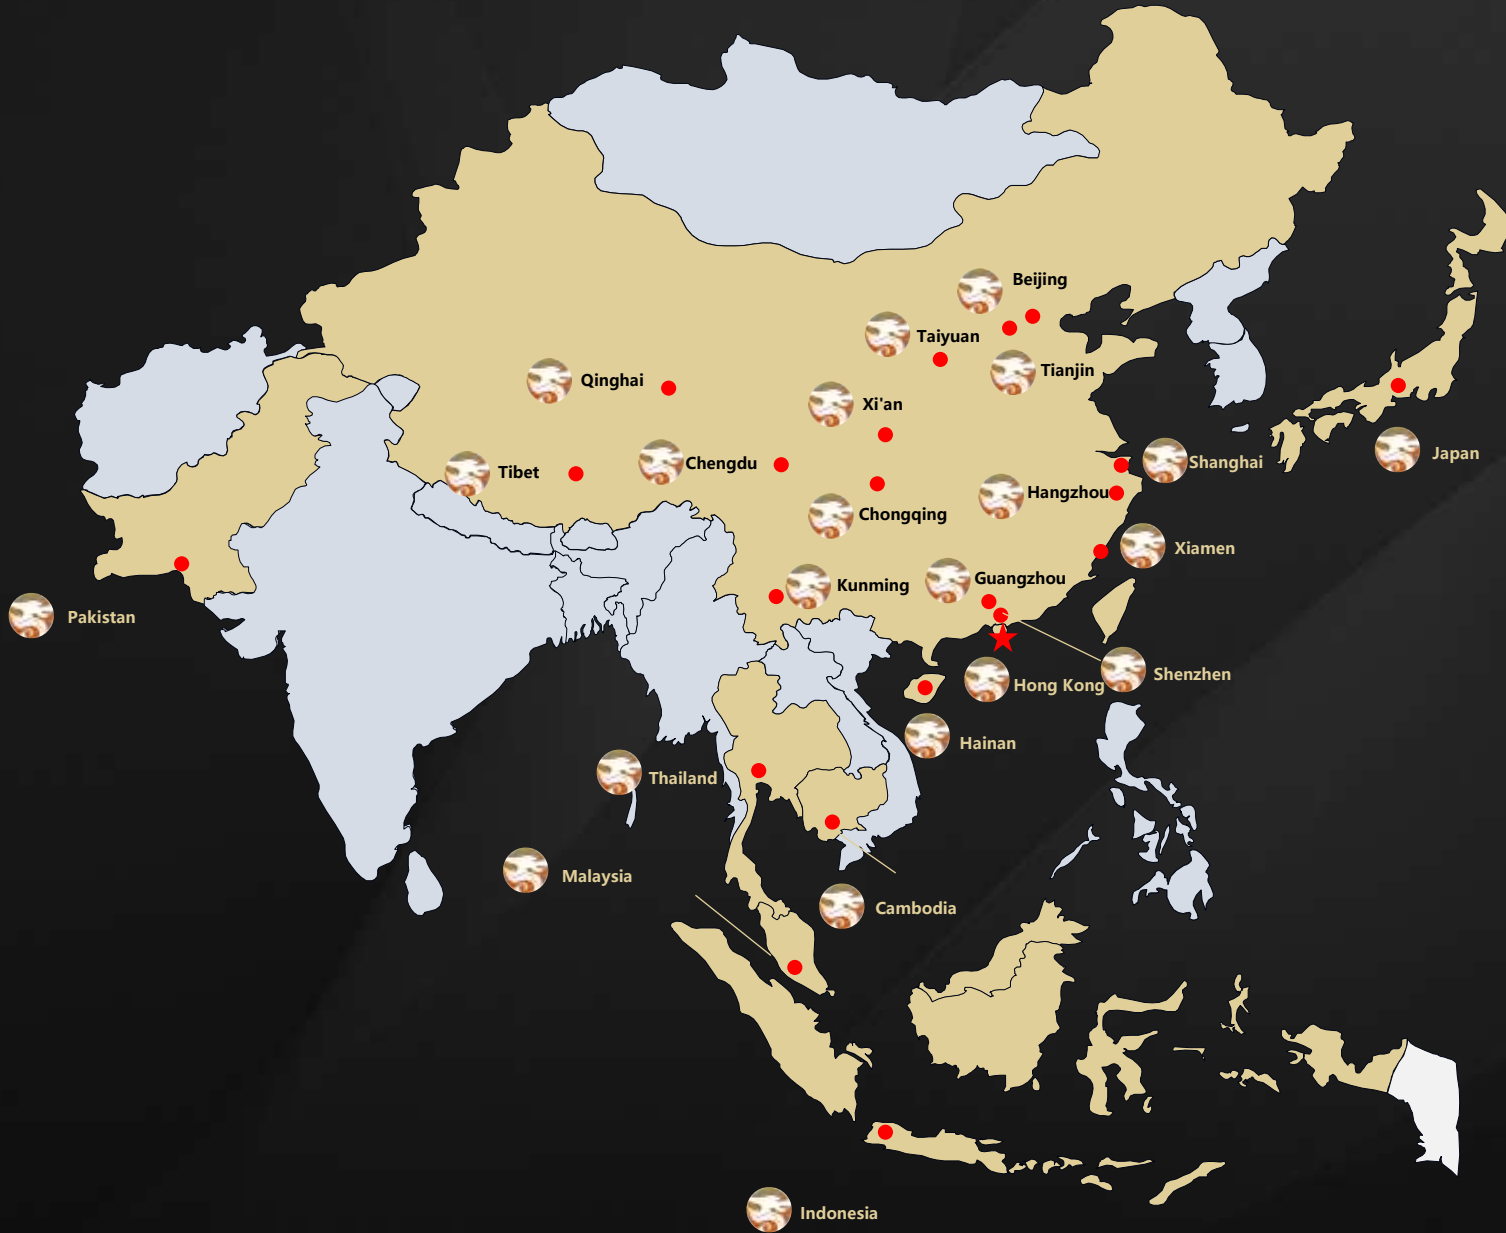 Beijing
Taiyuan
Tianjin
Qinghai
Xi'an
Japan
Shanghai
Chengdu
Tibet
Hangzhou
Chongqing
Xiamen
Guangzhou
Kunming
Pakistan
Shenzhen
Hong Kong
Hainan
Thailand
Malaysia
Cambodia
Indonesia